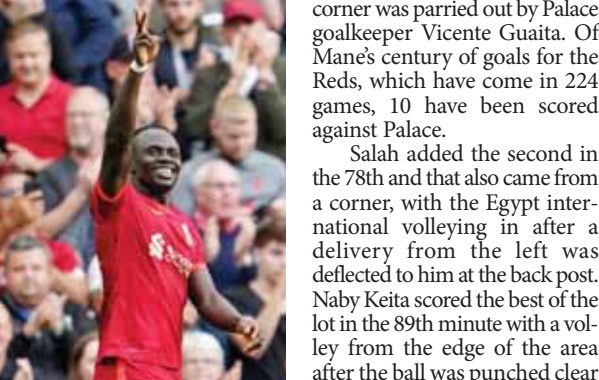 corner was parried out by Palace
goalkeeper Vicente Guaita. Of
Mane's century of goals for the
Reds, which have come in 224
games, 10 have been scored
against Palace.
Salah added the second in
the 78th and that also came from
a corner, with the Egypt inter-
national volleying in after a
delivery from the left was
deflected to him at the back post.
Naby Keita scored the best of the
lot in the 89th minute with a vol-
ley from the edge of the area
after the ball was punched clear